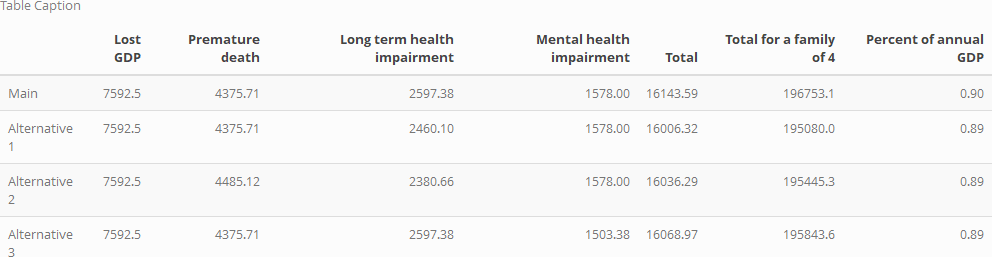 Table Caption
Lost GDP Premature death Long term health impairment Mental health impairment Total Total for a family of 4 Percent of annual GDP
Main 7592.5 4375.71 2597.38 1578.00 16143.59 196753.1 0.90
Alternative 1 7592.5 4375.71 2460.10 1578.00 16006.32 195080.0 0.89
Alternative 2 7592.5 4485.12 2380.66 1578.00 16036.29 195445.3 0.89
Alternative 3 7592.5 4375.71 2597.38 1503.38 16068.97 195843.6 0.89